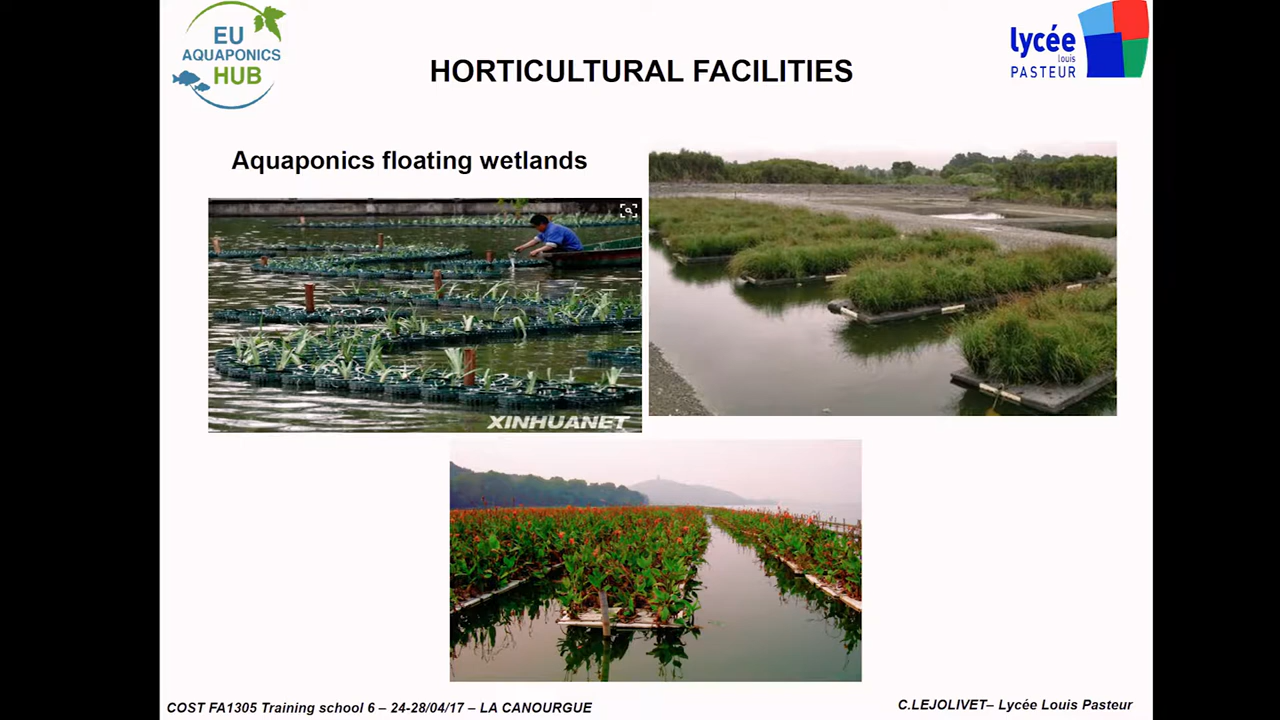 EU
AQUAPONICS
HUB
HORTICULTURAL FACILITIES
lycée
louis
PASTEUR
Aquaponics floating wetlands
XINHUANET
COST FA1305 Training school 6 – 24-28/04/17 – LA CANOURGUE
C.LEJOLIVET– Lycée Louis Pasteur